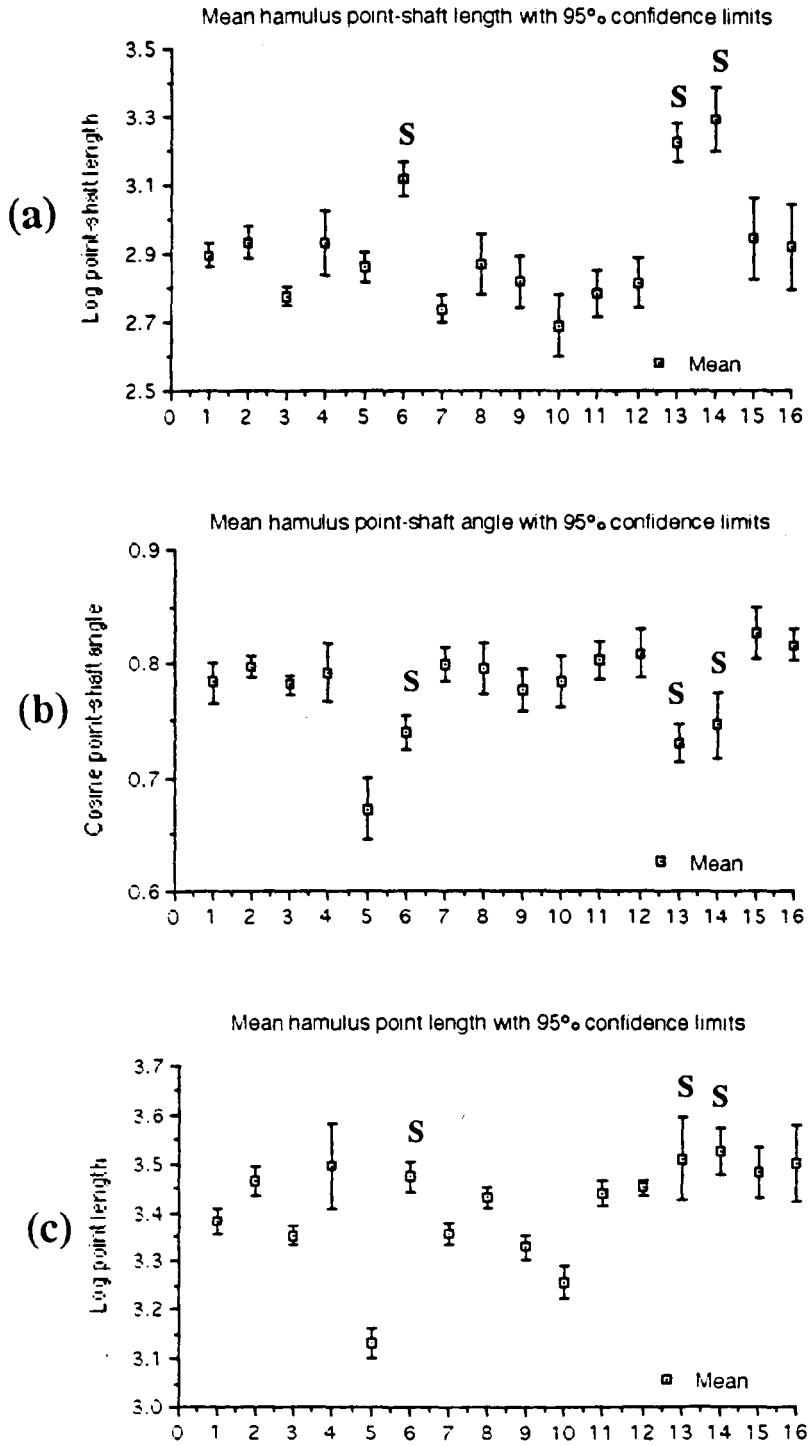 Mean hamulus point-shaft length with 95% confidence limits
(a)
Log point-shaft length
3.5
3.3
3.1
2.9
2.7
2.5
S
S
S
Mean
0 1 2 3 4 5 6 7 8 9 10 11 12 13 14 15 16
Mean hamulus point-shaft angle with 95% confidence limits
(b)
Cosine point-shaft angle
0.9
0.8
0.7
0.6
S
S
S
Mean
0 1 2 3 4 5 6 7 8 9 10 11 12 13 14 15 16
Mean hamulus point length with 95% confidence limits
(c)
Log point length
3.7
3.6
3.5
3.4
3.3
3.2
3.1
3.0
S
S
S
Mean
0 1 2 3 4 5 6 7 8 9 10 11 12 13 14 15 16